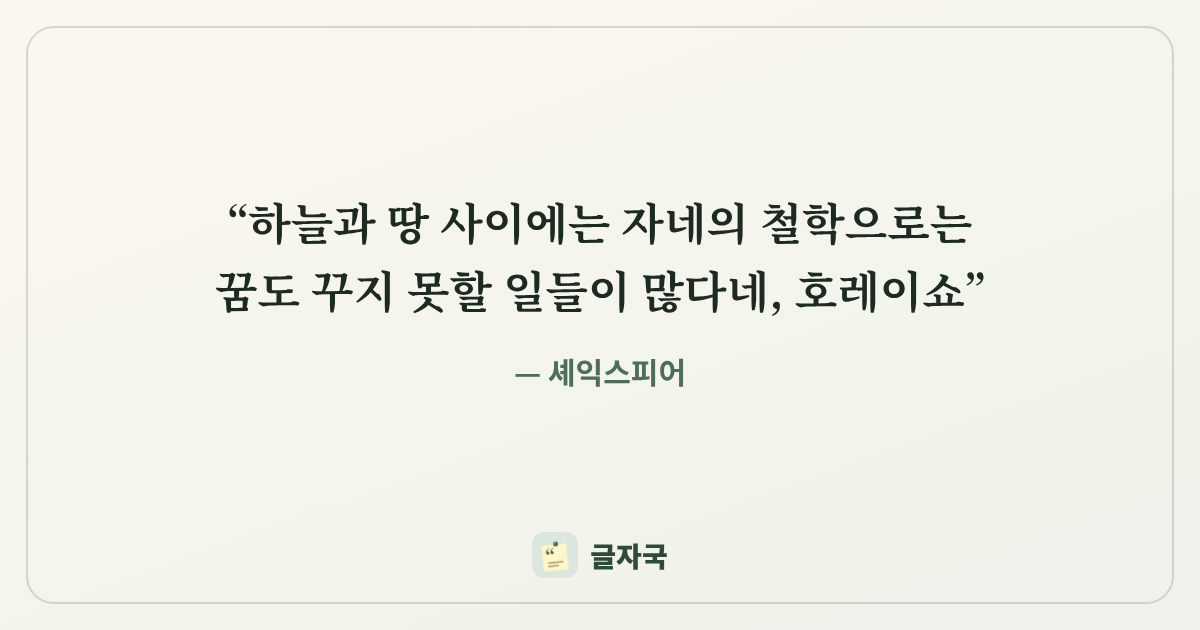 “하늘과 땅 사이에는 자네의 철학으로는
꿈도 꾸지 못할 일들이 많다네, 호레이쇼”
— 셰익스피어
글자국